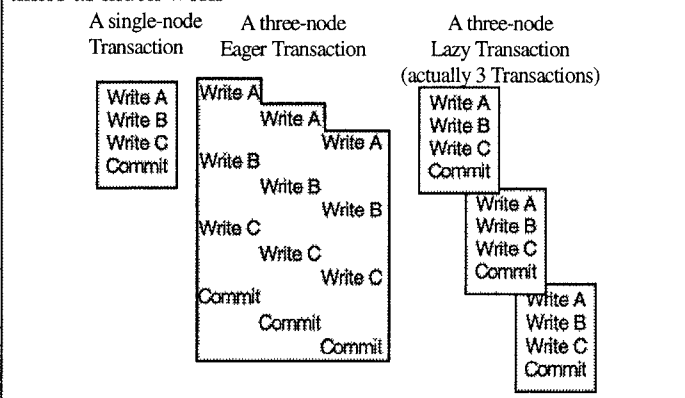 A single-node
Transaction
Write A
Write B
Write C
Commit
A three-node
Eager Transaction
Write A
Write A
Write A
Write B
Write B
Write B
Write C
Write C
Write C
Commit
Commit
Commit
A three-node
Lazy Transaction
(actually 3 Transactions)
Write A
Write B
Write C
Commit
Write A
Write B
Write C
Commit
Write A
Write B
Write C
Commit